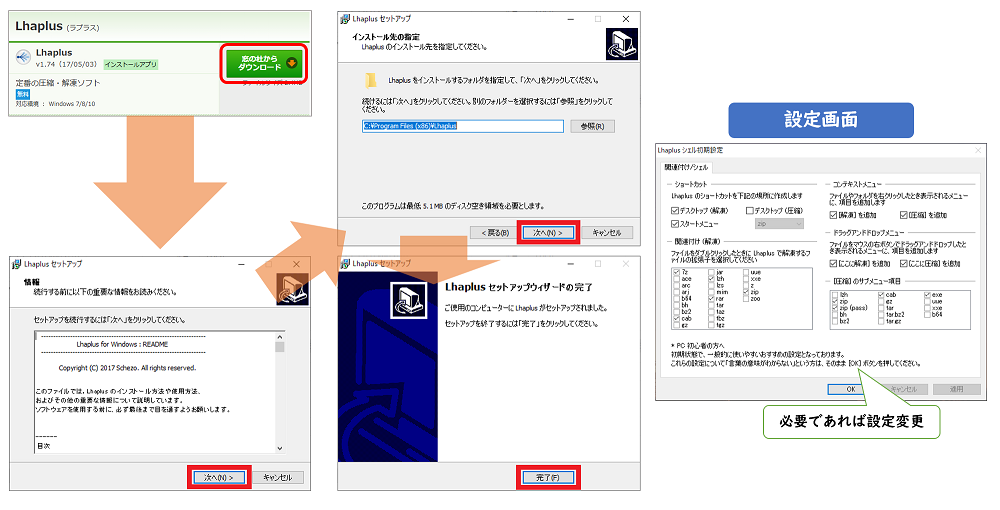 Lhaplus (ラプラス)
Lhaplus
v1.74 (17/05/03) インストールアプリ
窓の杜から
ダウンロード
定番の圧縮・解凍ソフト
無料
対応環境 : Windows 7/8/10
Lhaplus セットアップ
情報
続行する前に以下の重要な情報をお読みください。
セットアップを続行するには「次へ」をクリックしてください。
Lhaplus for Windows : README
Copyright (C) 2017 Schezo. All rights reserved.
このファイルでは、Lhaplus のインストール方法や使用方法、
およびその他の重要な情報について説明しています。
ソフトウェアを使用する前に、必ず最後まで目を通すようお願いします。
------
目次
次へ(N) >
キャンセル
Lhaplus セットアップ
インストール先の指定
Lhaplus のインストール先を指定してください。
Lhaplus をインストールするフォルダを指定して、「次へ」をクリックしてください。
続けるには「次へ」をクリックしてください。別のフォルダーを選択するには「参照」をクリックして
ください。
C:¥Program Files (x86)¥Lhaplus
参照(R)
このプログラムは最低 5.1 MB のディスク空き領域を必要とします。
< 戻る(B)
次へ(N) >
キャンセル
Lhaplus セットアップ
Lhaplus セットアップウィザードの完了
ご使用のコンピューターに Lhaplus がセットアップされました。
セットアップを終了するには「完了」をクリックしてください。
完了(F)
設定画面
Lhaplus シェル初期設定
関連付け/シェル
ショートカット
Lhaplus のショートカットを下記の場所に作成します
デスクトップ (解凍)
デスクトップ (圧縮)
スタートメニュー
zip
関連付け (解凍)
ファイルをダブルクリックしたときに Lhaplus で解凍するフ
ァイルの拡張子を選択してください
7z jar uue
ace lzh xxe
arc lzs z
arj mim zip
b64 rar zoo
bh tar
bz2 taz
cab tbz
gz tgz
コンテキストメニュー
ファイルやフォルダを右クリックしたとき表示されるメニュー
に、項目を追加します
[解凍] を追加
[圧縮] を追加
ドラッグアンドドロップメニュー
ファイルをマウスの右ボタンでドラッグアンドドロップしたと
き表示されるメニューに、項目を追加します
[ここに解凍] を追加
[ここに圧縮] を追加
[圧縮] のサブメニュー項目
lzh cab exe
zip gz uue
zip (pass) tar xxe
bh tar.bz2 b64
bz2 tar.gz
* PC 初心者の方へ
初期状態で、一般的に使いやすいおすすめの設定となっております。
これらの設定について「言葉の意味がわからない」という方は、そのまま [OK] ボタンを押してください。
OK
キャンセル
適用
必要であれば設定変更